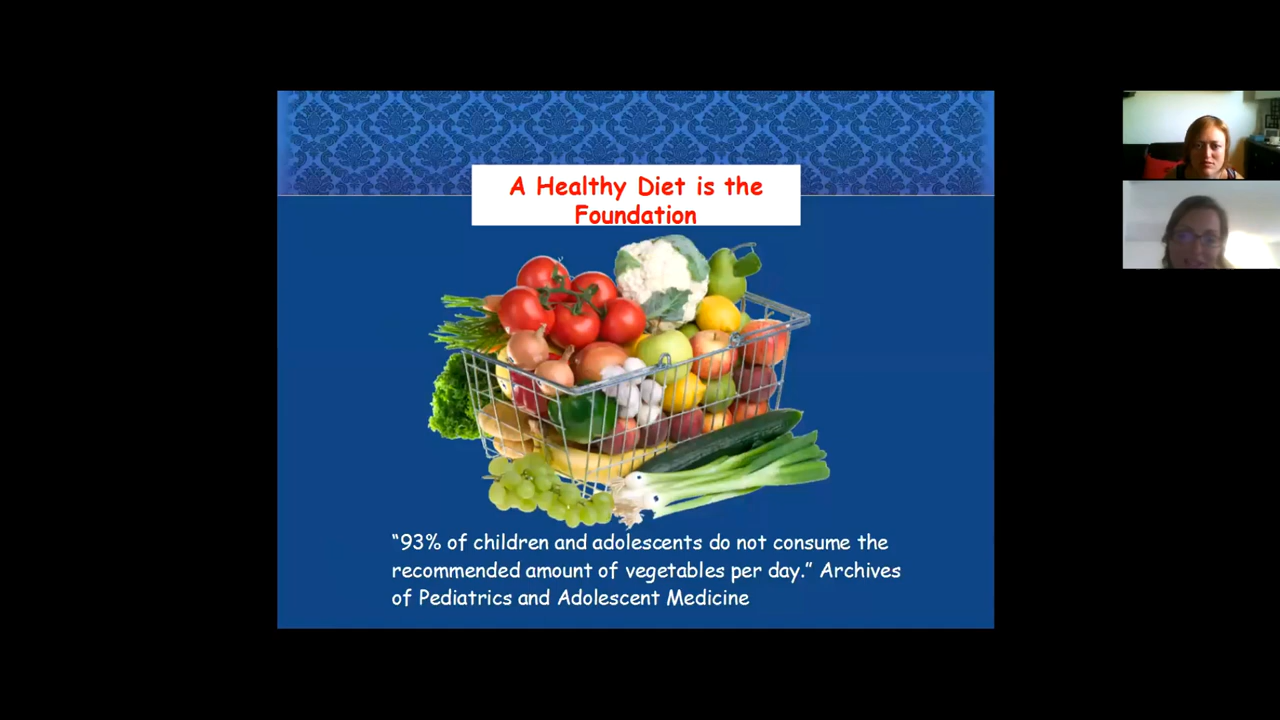 A Healthy Diet is the
Foundation
“93% of children and adolescents do not consume the
recommended amount of vegetables per day.” Archives
of Pediatrics and Adolescent Medicine